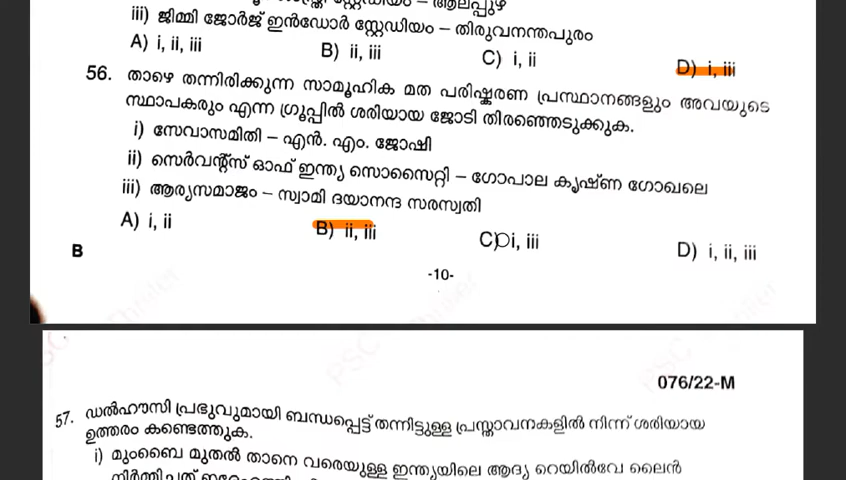 സ്റ്റേഡിയം – ആലപ്പുഴ
iii) ജിമ്മി ജോർജ് ഇൻഡോർ സ്റ്റേഡിയം – തിരുവനന്തപുരം
A) i, ii, iii B) ii, iii C) i, ii D) i, iii
56. താഴെ തന്നിരിക്കുന്ന സാമൂഹിക മത പരിഷ്കരണ പ്രസ്ഥാനങ്ങളും അവയുടെ
സ്ഥാപകരും എന്ന ഗ്രൂപ്പിൽ ശരിയായ ജോടി തിരഞ്ഞെടുക്കുക.
i) സേവാസമിതി – എൻ. എം. ജോഷി
ii) സെർവന്റ്സ് ഓഫ് ഇന്ത്യ സൊസൈറ്റി – ഗോപാല കൃഷ്ണ ഗോഖലെ
iii) ആര്യസമാജം – സ്വാമി ദയാനന്ദ സരസ്വതി
A) i, ii B) ii, iii C) i, iii D) i, ii, iii
B
-10-
076/22-M
57. ഡൽഹൗസി പ്രഭുവുമായി ബന്ധപ്പെട്ട് തന്നിട്ടുള്ള പ്രസ്താവനകളിൽ നിന്ന് ശരിയായ
ഉത്തരം കണ്ടെത്തുക.
i) മുംബൈ മുതൽ താനെ വരെയുള്ള ഇന്ത്യയിലെ ആദ്യ റെയിൽവേ ലൈൻ